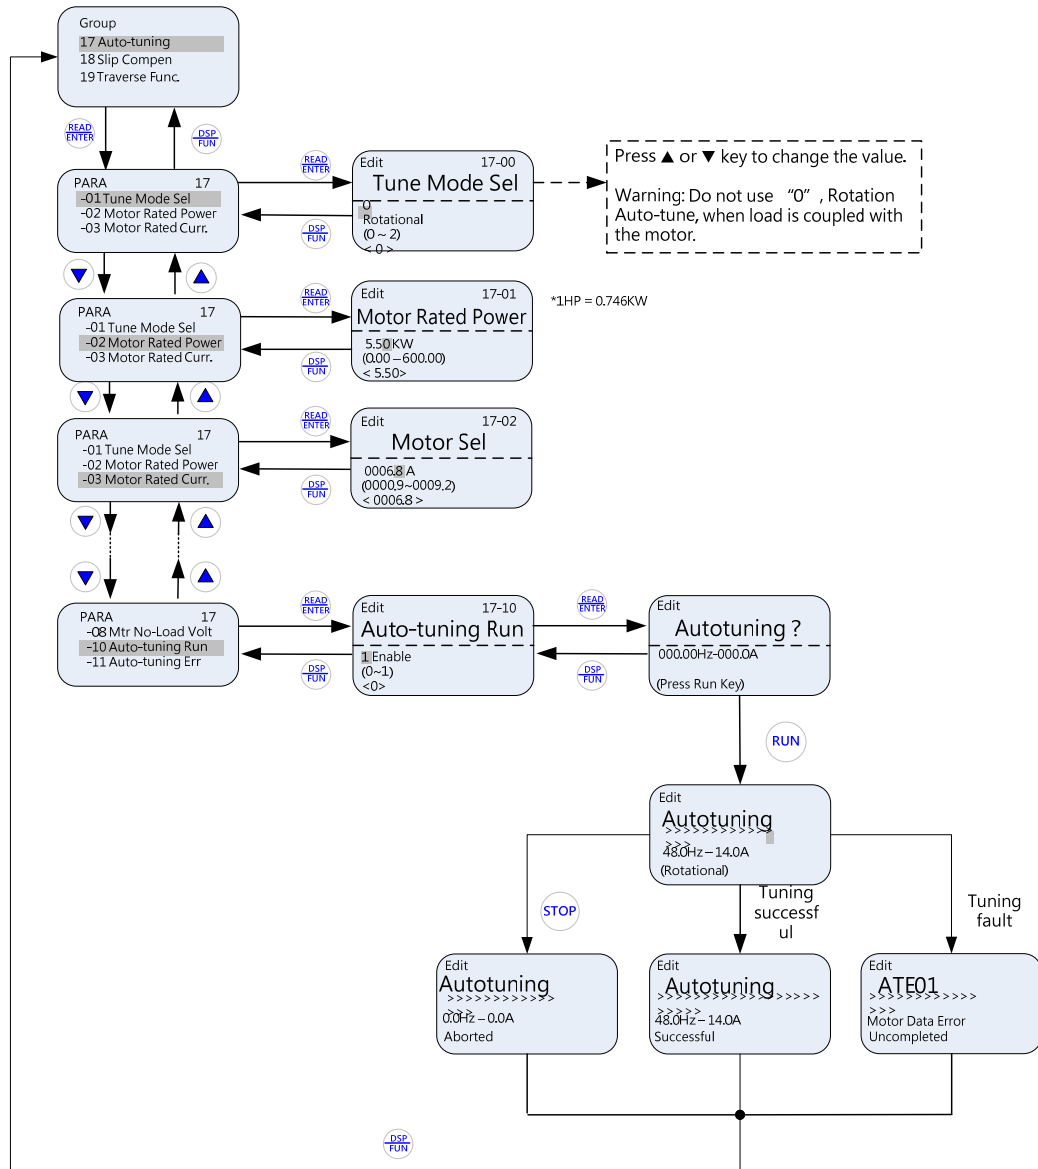 Group
17 Auto-tuning
18 Slip Compen
19 Traverse Func.
READ
ENTER
DSP
FUN
PARA 17
-01 Tune Mode Sel
-02 Motor Rated Power
-03 Motor Rated Curr.
READ
ENTER
DSP
FUN
Edit 17-00
Tune Mode Sel
0
Rotational
(0 ~ 2)
< 0 >
Press ▲ or ▼ key to change the value.
Warning: Do not use “0”, Rotation
Auto-tune, when load is coupled with
the motor.
PARA 17
-01 Tune Mode Sel
-02 Motor Rated Power
-03 Motor Rated Curr.
READ
ENTER
DSP
FUN
Edit 17-01
Motor Rated Power
5.50 KW
(0.00 – 600.00)
< 5.50>
*1HP = 0.746KW
PARA 17
-01 Tune Mode Sel
-02 Motor Rated Power
-03 Motor Rated Curr.
READ
ENTER
DSP
FUN
Edit 17-02
Motor Sel
0006.8 A
(0000.9~0009.2)
< 0006.8 >
PARA 17
-08 Mtr No-Load Volt
-10 Auto-tuning Run
-11 Auto-tuning Err
READ
ENTER
DSP
FUN
Edit 17-10
Auto-tuning Run
1 Enable
(0~1)
<0>
READ
ENTER
DSP
FUN
Edit
Autotuning ?
000.00Hz-000.0A
(Press Run Key)
RUN
Edit
Autotuning
>>>>>>>>>>>>
>>>
48.0Hz – 14.0A
(Rotational)
STOP
Tuning
successf
ul
Tuning
fault
Edit
Autotuning
>>>>>>>>>>>>
>>>
0.0Hz – 0.0A
Aborted
Edit
Autotuning
>>>>>>>>>>>>>>>>>>
>>>>>
48.0Hz – 14.0A
Successful
Edit
ATE01
>>>>>>>>>>>>
>>>
Motor Data Error
Uncompleted
DSP
FUN